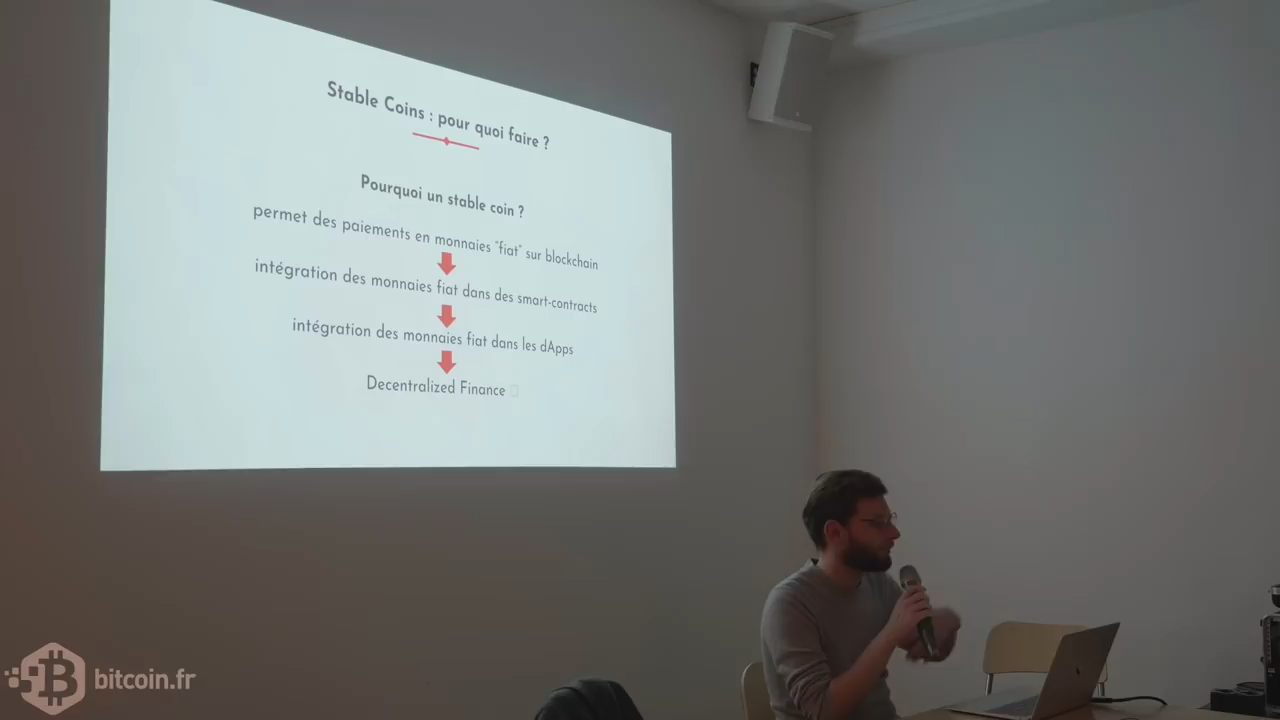 Stable Coins : pour quoi faire ?
Pourquoi un stable coin ?
permet des paiements en monnaies "fiat" sur blockchain
intégration des monnaies fiat dans des smart-contracts
intégration des monnaies fiat dans les dApps
Decentralized Finance
bitcoin.fr